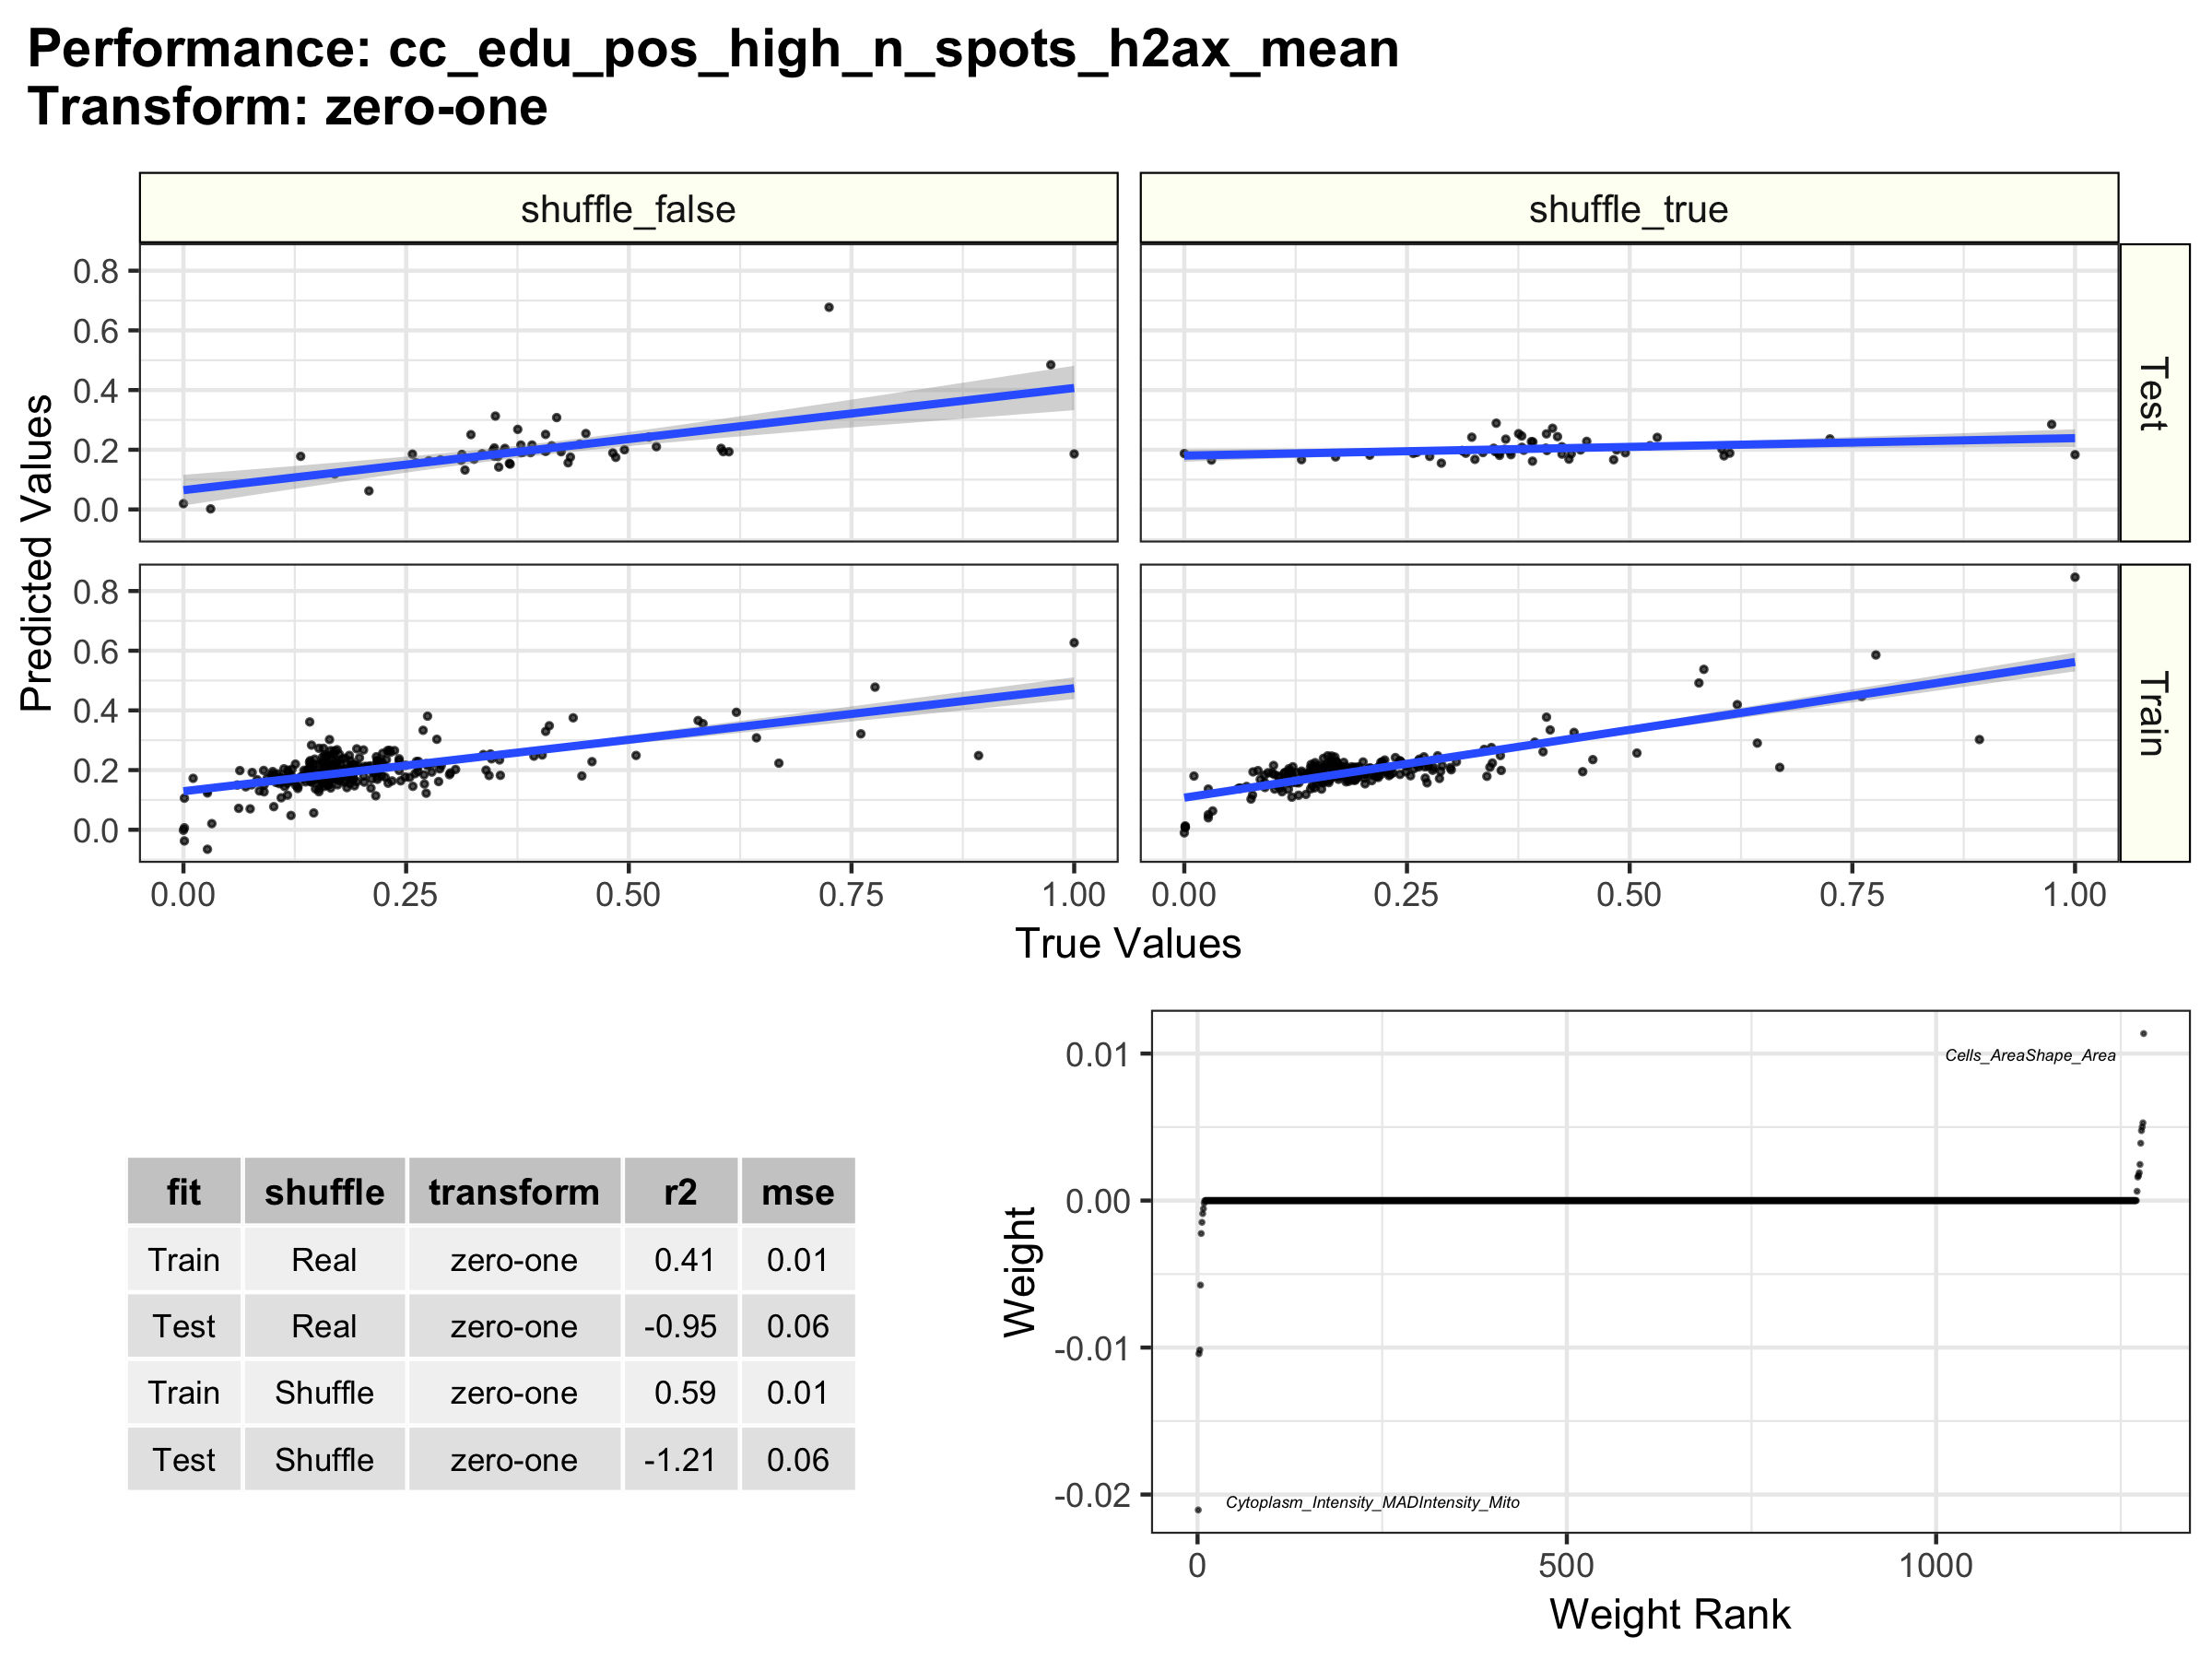 Performance: cc_edu_pos_high_n_spots_h2ax_mean
Transform: zero-one
shuffle_false
shuffle_true
0.8
0.6
0.4
0.2
0.0
Test
0.8
0.6
0.4
0.2
0.0
Train
Predicted Values
0.00 0.25 0.50 0.75 1.00
0.00 0.25 0.50 0.75 1.00
True Values
fit shuffle transform r2 mse
Train Real zero-one 0.41 0.01
Test Real zero-one -0.95 0.06
Train Shuffle zero-one 0.59 0.01
Test Shuffle zero-one -1.21 0.06
Weight
0.01
0.00
-0.01
-0.02
Cells_AreaShape_Area
Cytoplasm_Intensity_MADIntensity_Mito
0 500 1000
Weight Rank